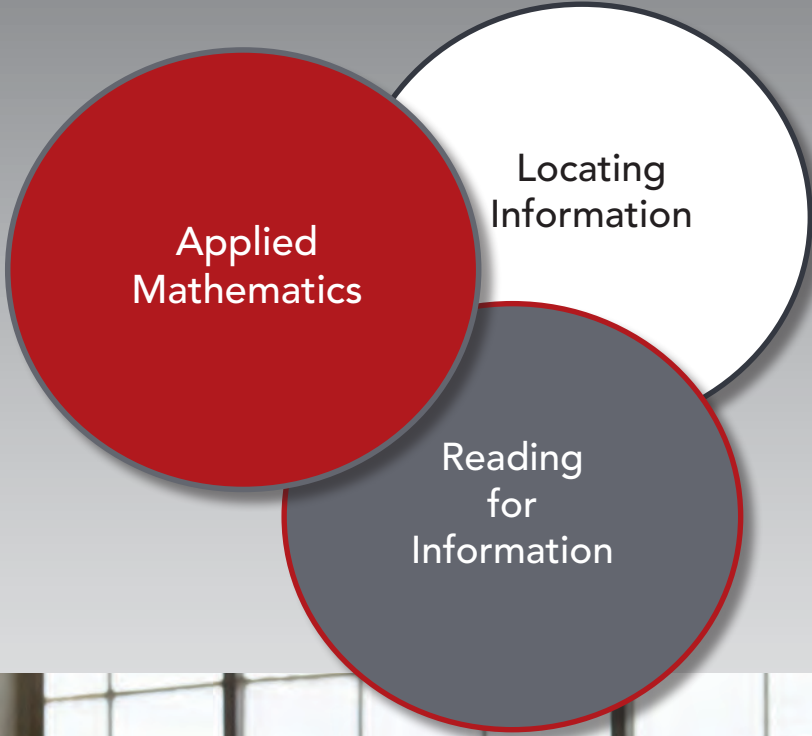 Applied
Mathematics
Locating
Information
Reading
for
Information